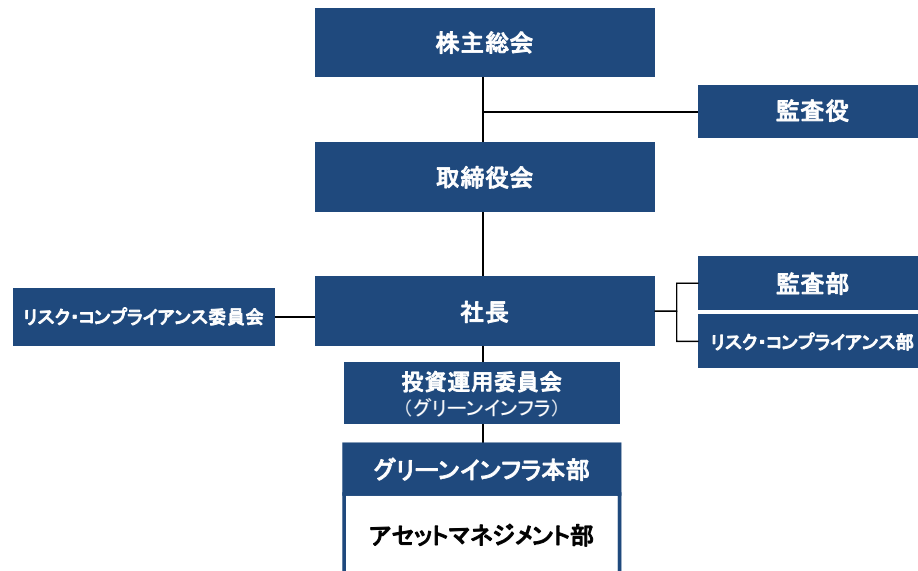 株主総会
監査役
取締役会
社長
監査部
リスク・コンプライアンス委員会
リスク・コンプライアンス部
投資運用委員会
（グリーンインフラ）
グリーンインフラ本部
アセットマネジメント部